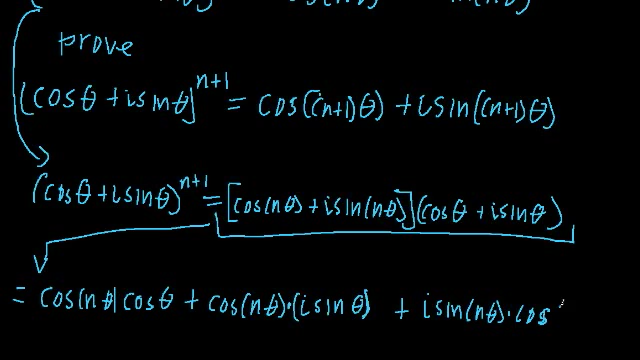 prove
[cosθ + isinθ]^{n+1} = cos((n+1)θ) + isin((n+1)θ)
(cosθ + isinθ)^{n+1} = [cos(nθ) + isin(nθ)](cosθ + isinθ)
= cos(nθ)cosθ + cos(nθ)·(isinθ) + isin(nθ)·cos